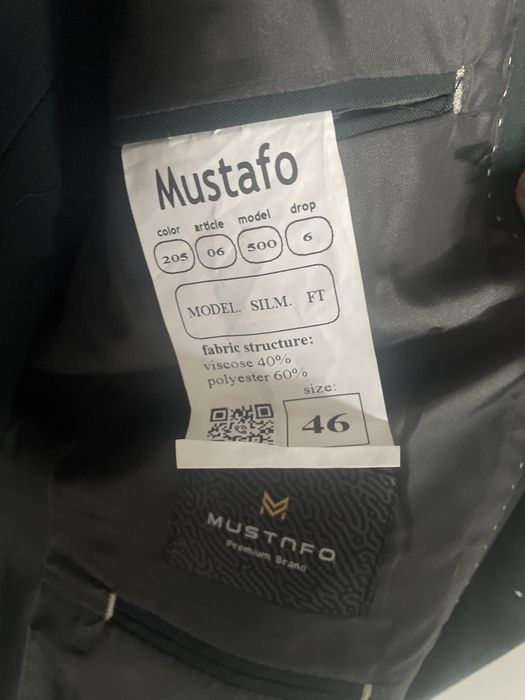 Mustafo
color article model drop
205 06 500 6
MODEL. SILM. FT
fabric structure:
viscose 40%
polyester 60%
size:
46
MUSTAFO
Premium Brand